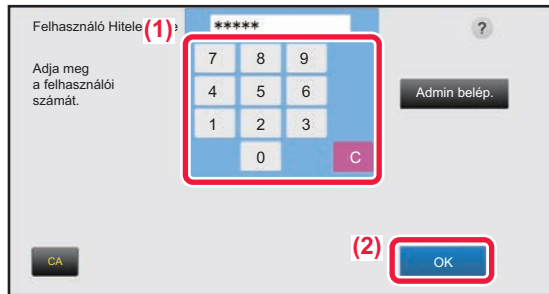 Felhasználó Hitele
(1)
*****
?
Adja meg
a felhasználói
számát.
7 8 9
4 5 6
1 2 3
0 C
Admin belép.
(2)
CA
OK